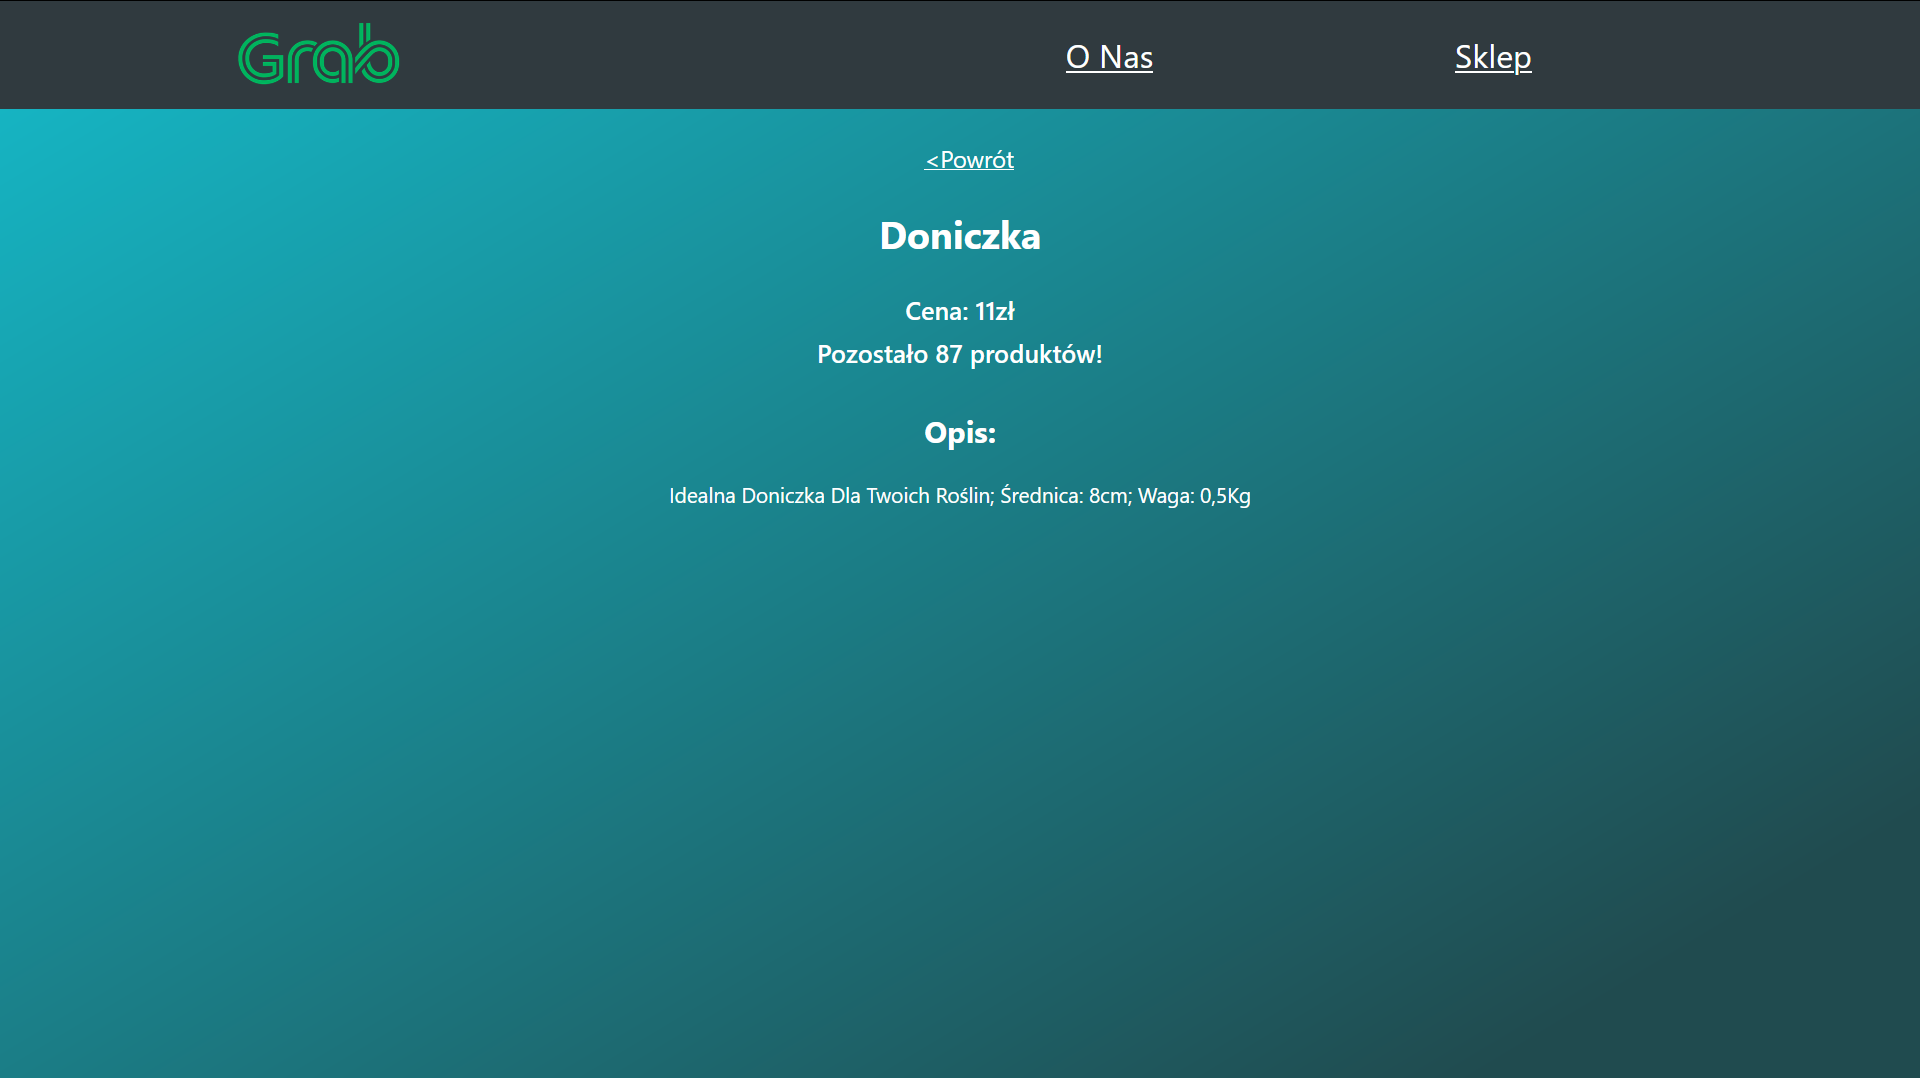 Grab
O Nas
Sklep
<Powrót
Doniczka
Cena: 11zł
Pozostało 87 produktów!
Opis:
Idealna Doniczka Dla Twoich Roślin; Średnica: 8cm; Waga: 0,5Kg